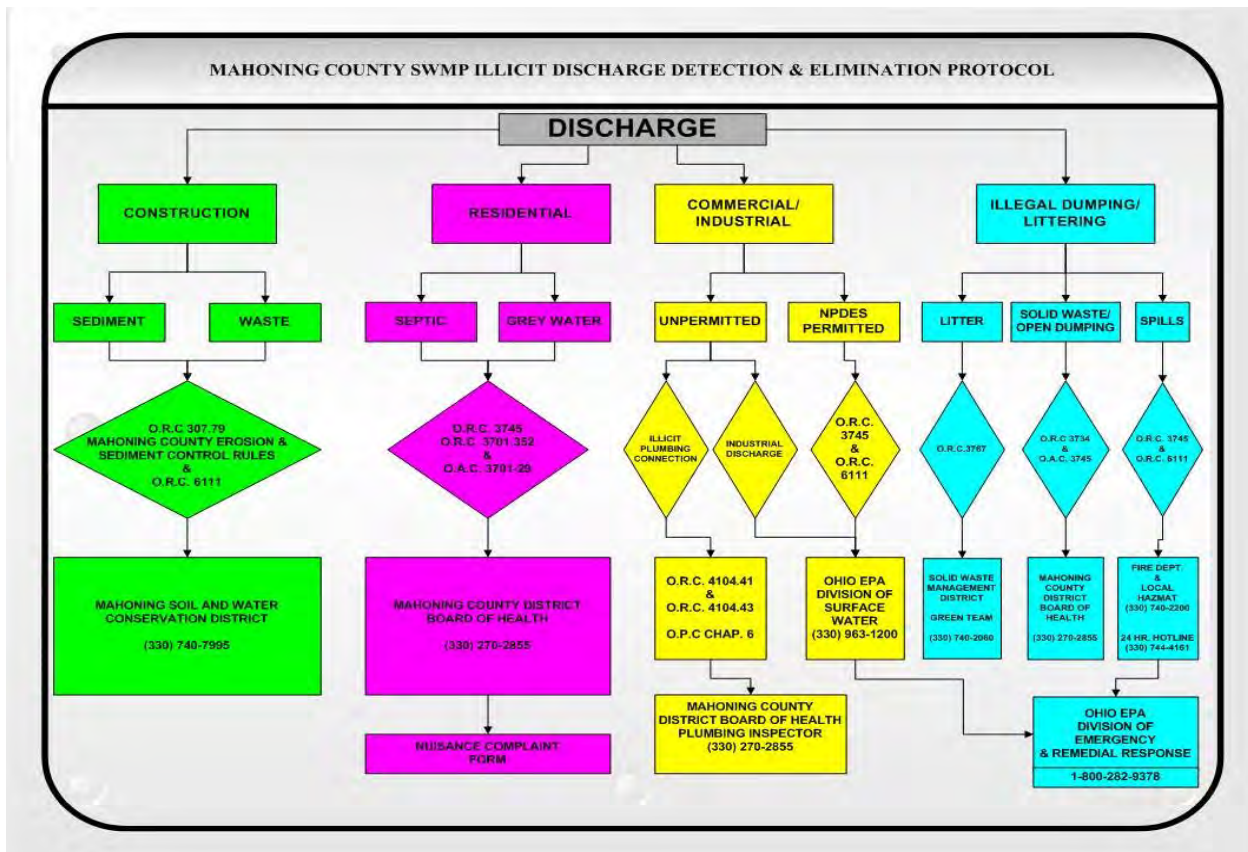 MAHONING COUNTY SWMP ILLICIT DISCHARGE DETECTION & ELIMINATION PROTOCOL
DISCHARGE
CONSTRUCTION
RESIDENTIAL
COMMERCIAL/
INDUSTRIAL
ILLEGAL DUMPING/
LITTERING
SEDIMENT
WASTE
SEPTIC
GREY WATER
UNPERMITTED
NPDES
PERMITTED
LITTER
SOLID WASTE/
OPEN DUMPING
SPILLS
O.R.C 307.79
MAHONING COUNTY EROSION &
SEDIMENT CONTROL RULES
&
O.R.C. 6111
O.R.C. 3745
O.R.C. 3701.352
&
O.A.C. 3701-29
ILLICIT
PLUMBING
CONNECTION
INDUSTRIAL
DISCHARGE
O.R.C.
3745
&
O.R.C.
6111
O.R.C.3767
O.R.C 3734
&
O.A.C. 3745
O.R.C. 3745
&
O.R.C. 6111
MAHONING SOIL AND WATER
CONSERVATION DISTRICT
(330) 740-7995
MAHONING COUNTY DISTRICT
BOARD OF HEALTH
(330) 270-2855
O.R.C. 4104.41
&
O.R.C. 4104.43
O.P.C CHAP. 6
OHIO EPA
DIVISION OF
SURFACE
WATER
(330) 963-1200
SOLID WASTE
MANAGEMENT
DISTRICT
GREEN TEAM
(330) 740-2060
MAHONING
COUNTY
DISTRICT
BOARD OF
HEALTH
(330) 270-2855
FIRE DEPT.
&
LOCAL
HAZMAT
(330) 740-2200
24 HR. HOTLINE
(330) 744-4161
NUISANCE COMPLAINT
FORM
MAHONING COUNTY
DISTRICT BOARD OF HEALTH
PLUMBING INSPECTOR
(330) 270-2855
OHIO EPA
DIVISION OF
EMERGENCY
& REMEDIAL RESPONSE
1-800-282-9378